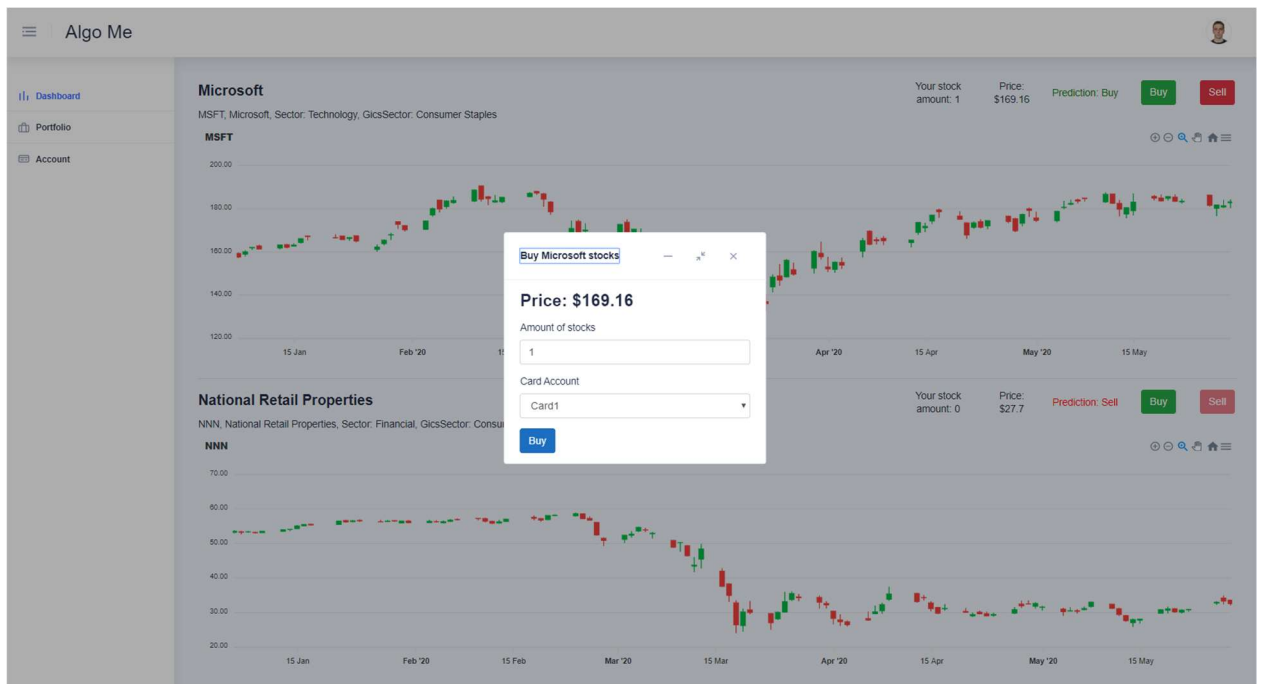 Algo Me
Dashboard
Portfolio
Account
Microsoft
MSFT, Microsoft, Sector: Technology, GicsSector: Consumer Staples
Your stock
amount: 1
Price:
$169.16
Prediction: Buy
Buy
Sell
MSFT
200.00
180.00
160.00
140.00
120.00
15 Jan
Feb '20
Apr '20
15 Apr
May '20
15 May
Buy Microsoft stocks
Price: $169.16
Amount of stocks
1
Card Account
Card1
Buy
National Retail Properties
NNN, National Retail Properties, Sector: Financial, GicsSector:
Your stock
amount: 0
Price:
$27.7
Prediction: Sell
Buy
Sell
NNN
70.00
60.00
50.00
40.00
30.00
20.00
15 Jan
Feb '20
15 Feb
Mar '20
15 Mar
Apr '20
15 Apr
May '20
15 May